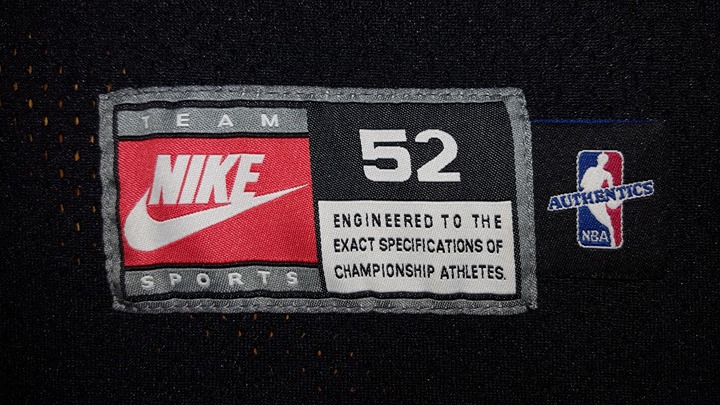 TEAM
NIKE
SPORTS
52
ENGINEERED TO THE
EXACT SPECIFICATIONS OF
CHAMPIONSHIP ATHLETES.
AUTHENTICS
NBA